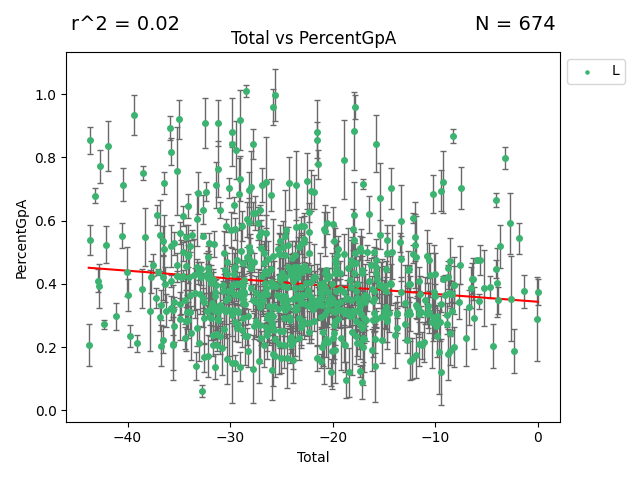 r^2 = 0.02
N = 674
Total vs PercentGpA
L
PercentGpA
1.0
0.8
0.6
0.4
0.2
0.0
−40
−30
−20
−10
0
Total